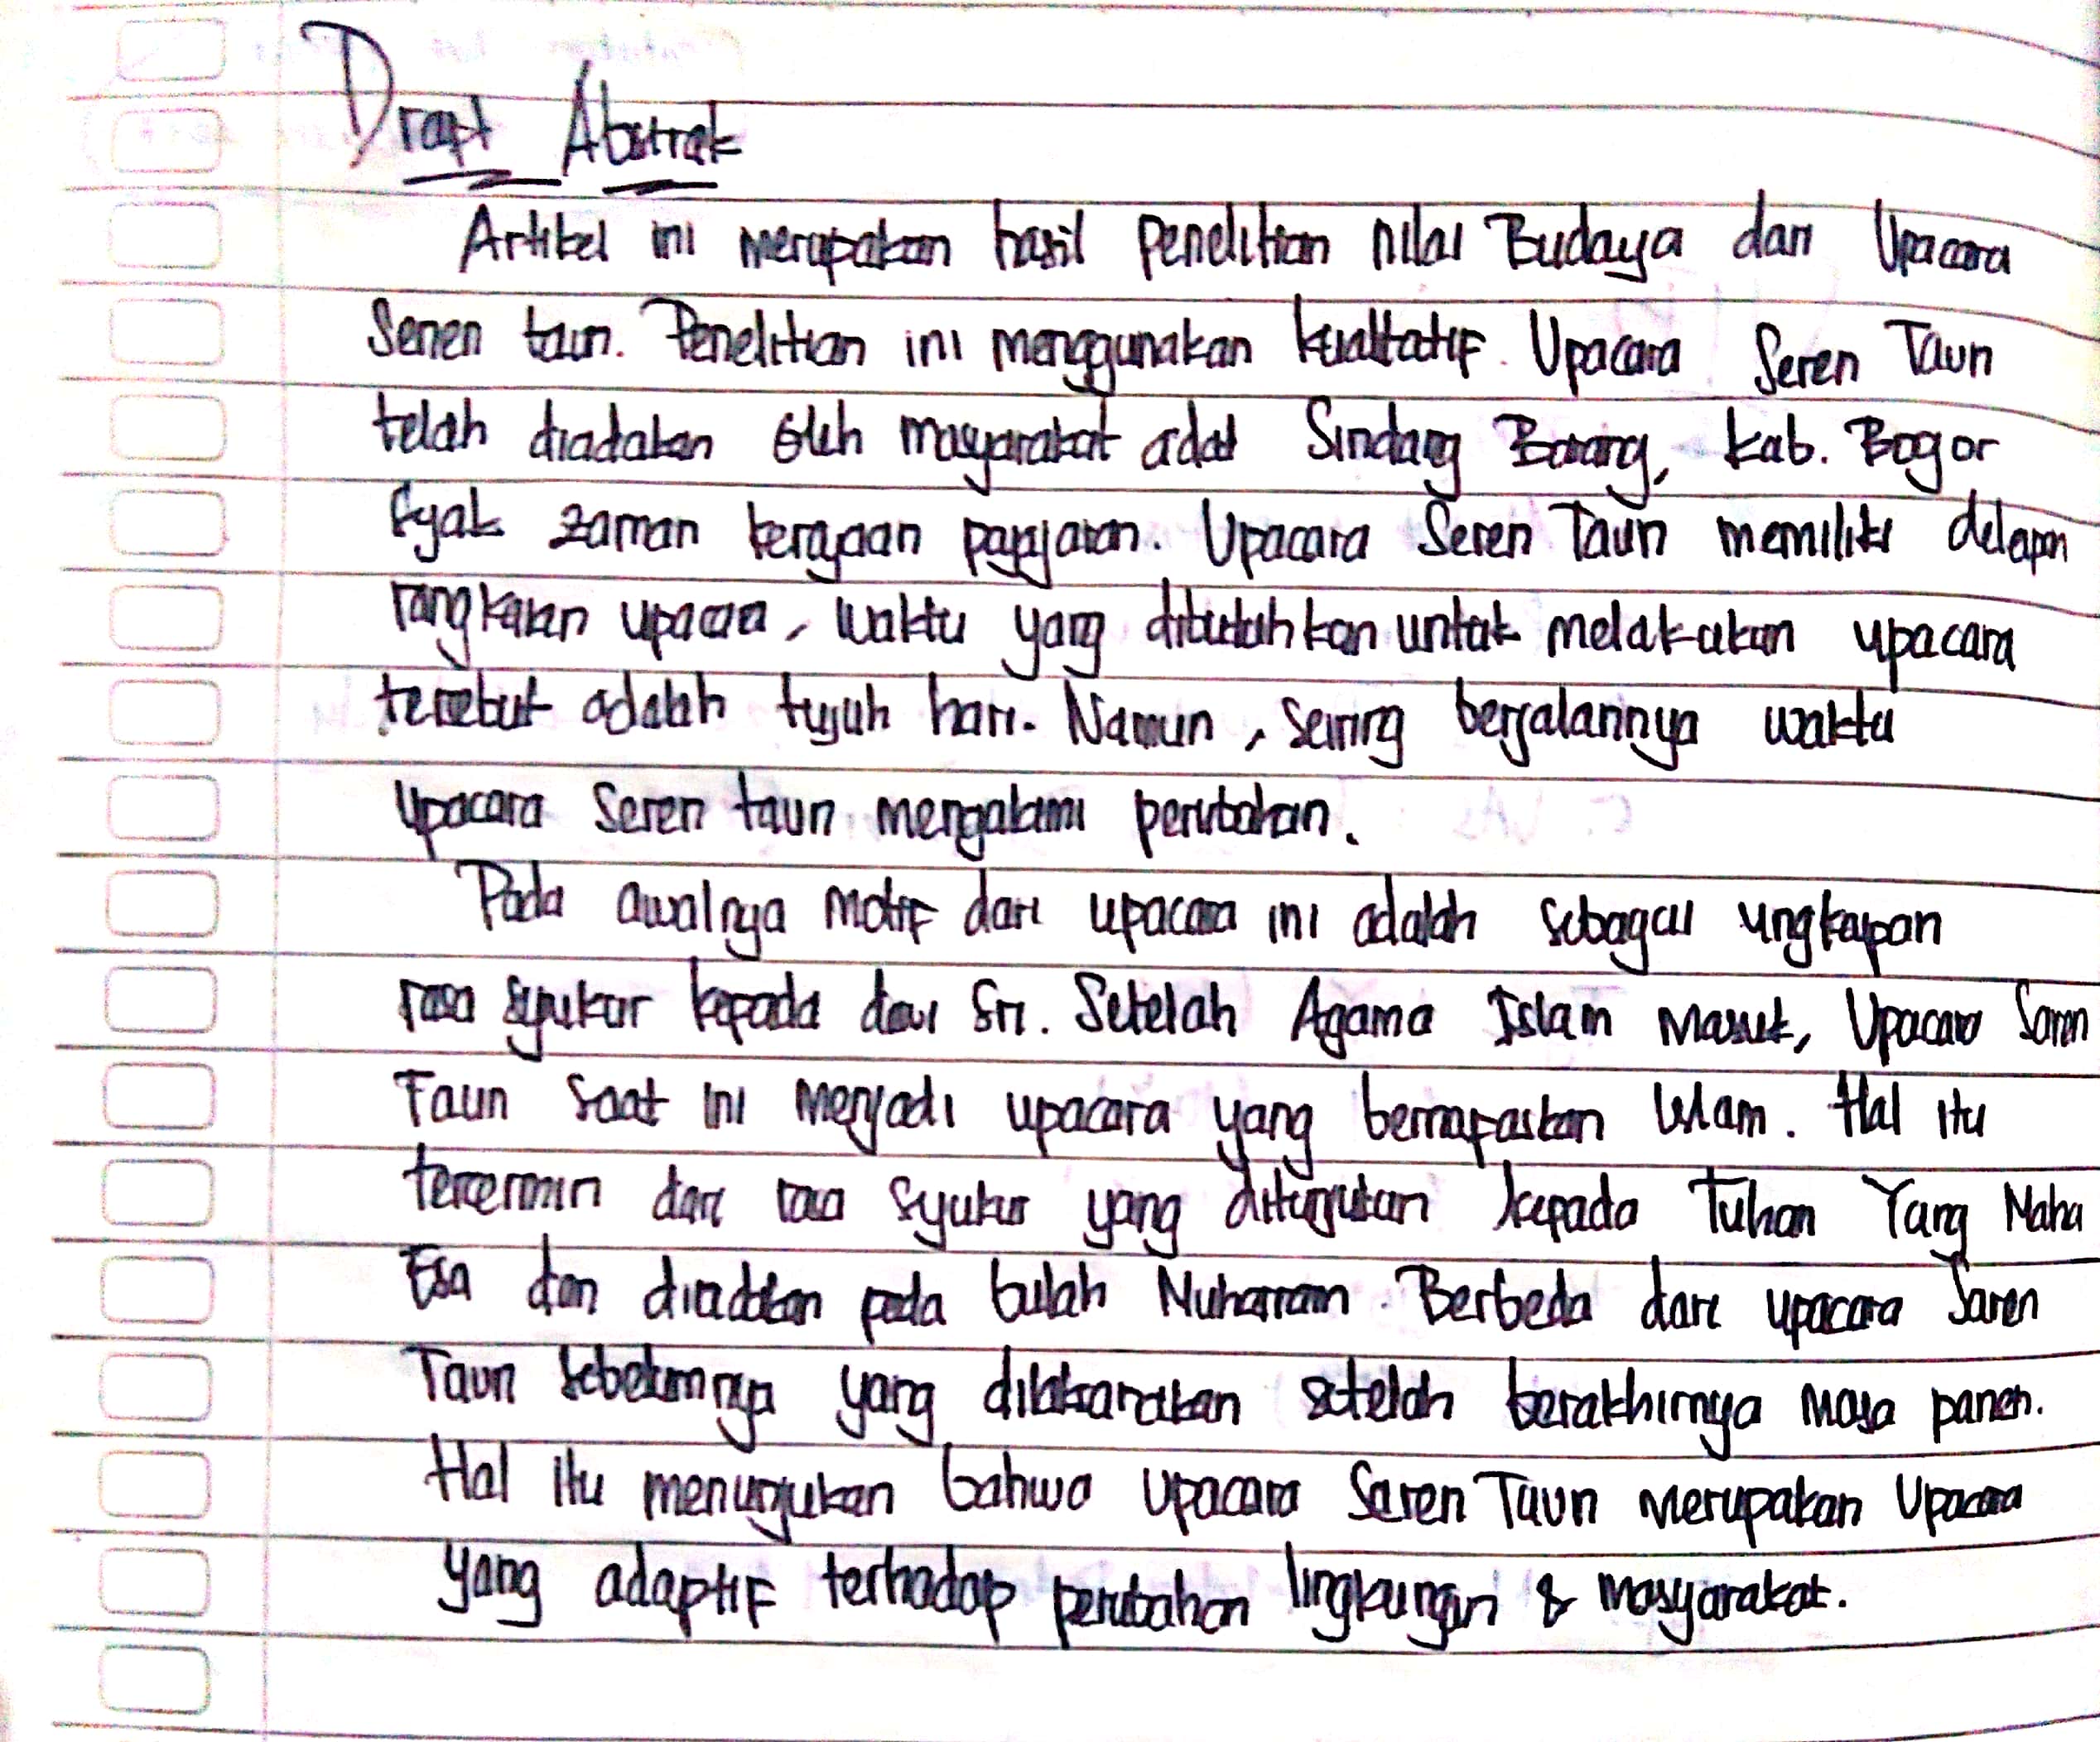 Draft Abstrak
Artikel ini merupakan hasil Penelitian nilai Budaya dari Upacara
Seren taun. Penelitian ini menggunakan kualitatif. Upacara Seren Taun
telah diadakan oleh masyarakat adat Sindang Barang, Kab. Bogor
Sejak zaman kerajaan pajajaran. Upacara Seren Taun memiliki delapan
rangkaian upacara, waktu yang dibutuhkan untuk melakukan upacara
tersebut adalah tujuh hari. Namun, seiring berjalannya waktu
upacara Seren taun mengalami perubahan.
Pada awalnya motif dari upacara ini adalah sebagai ungkapan
rasa syukur kepada dewi Sri. Setelah Agama Islam Masuk, Upacara Saren
Taun Saat ini menjadi upacara yang bernafaskan Islam. Hal itu
tercermin dari rasa syukur yang ditunjukan kepada Tuhan Yang Maha
Esa dan diadakan pada bulah Muharram. Berbeda dari upacara Saren
Taun Sebelumnya yang dilaksanakan setelah berakhirnya masa panen.
Hal itu menunjukan bahwa Upacara Saren Taun merupakan Upacara
yang adaptif terhadap perubahan lingkungan & masyarakat.